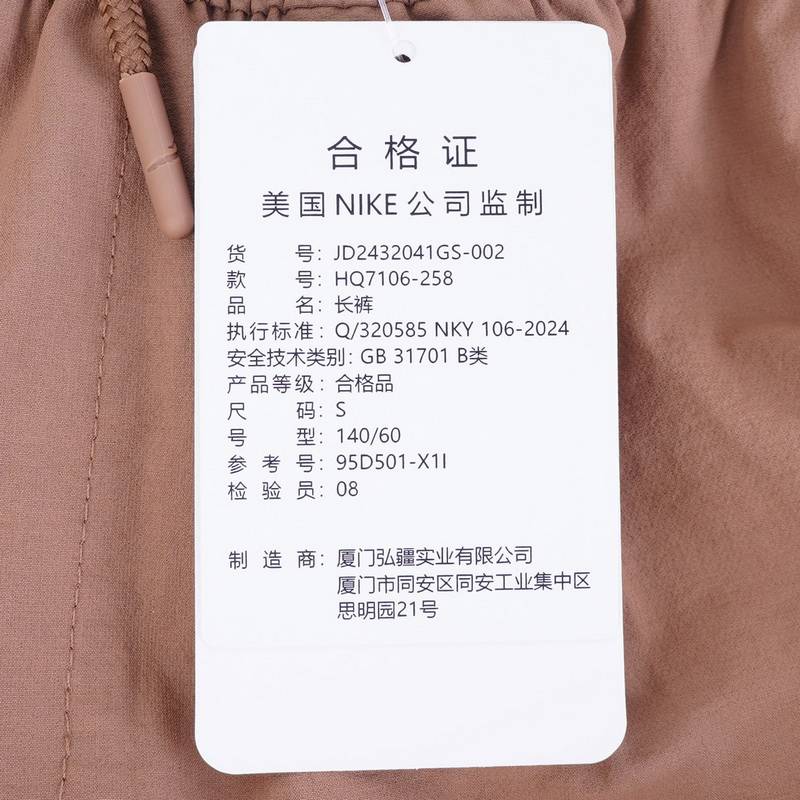 合格证
美国NIKE公司监制
货号：JD2432041GS-002
款号：HQ7106-258
品名：长裤
执行标准：Q/320585 NKY 106-2024
安全技术类别：GB 31701 B类
产品等级：合格品
尺码：S
号型：140/60
参考号：95D501-X1I
检验员：08
制造商：厦门弘疆实业有限公司
厦门市同安区同安工业集中区
思明园21号